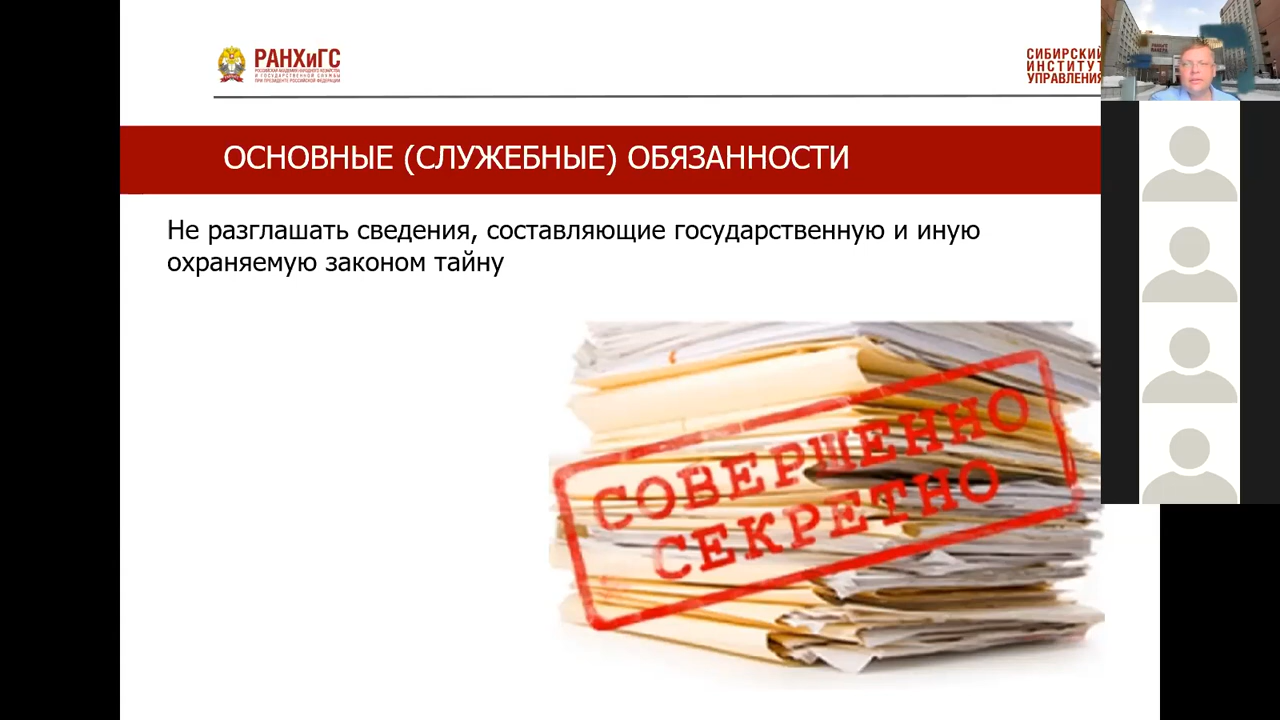 РАНХиГС
РОССИЙСКАЯ АКАДЕМИЯ НАРОДНОГО ХОЗЯЙСТВА
И ГОСУДАРСТВЕННОЙ СЛУЖБЫ
ПРИ ПРЕЗИДЕНТЕ РОССИЙСКОЙ ФЕДЕРАЦИИ
СИБИРСКИЙ
ИНСТИТУТ
УПРАВЛЕНИЯ
ОСНОВНЫЕ (СЛУЖЕБНЫЕ) ОБЯЗАННОСТИ
Не разглашать сведения, составляющие государственную и иную
охраняемую законом тайну
СОВЕРШЕННО
СЕКРЕТНО